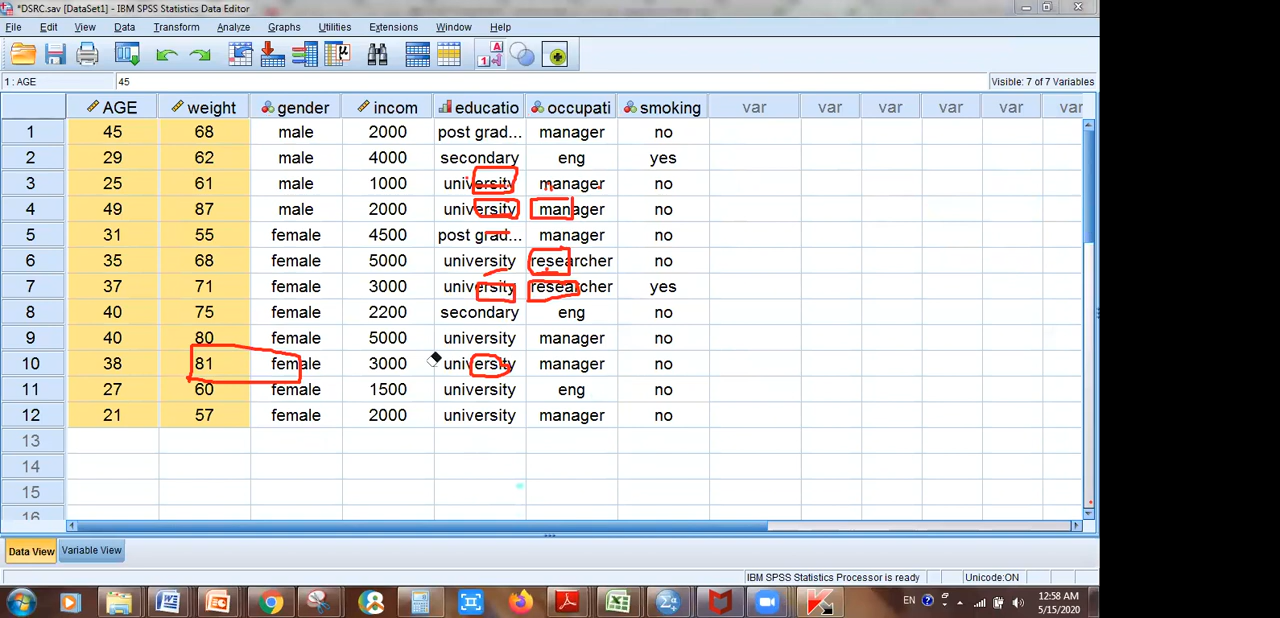 *DSRC.sav [DataSet1] - IBM SPSS Statistics Data Editor
File Edit View Data Transform Analyze Graphs Utilities Extensions Window Help
1 : AGE 45 Visible: 7 of 7 Variables
AGE weight gender incom educatio occupati smoking var var var var var var
1 45 68 male 2000 post grad... manager no
2 29 62 male 4000 secondary eng yes
3 25 61 male 1000 university manager no
4 49 87 male 2000 university manager no
5 31 55 female 4500 post grad... manager no
6 35 68 female 5000 university researcher no
7 37 71 female 3000 university researcher yes
8 40 75 female 2200 secondary eng no
9 40 80 female 5000 university manager no
10 38 81 female 3000 university manager no
11 27 60 female 1500 university eng no
12 21 57 female 2000 university manager no
13
14
15
16
Data View Variable View
IBM SPSS Statistics Processor is ready Unicode:ON
EN 12:58 AM
5/15/2020